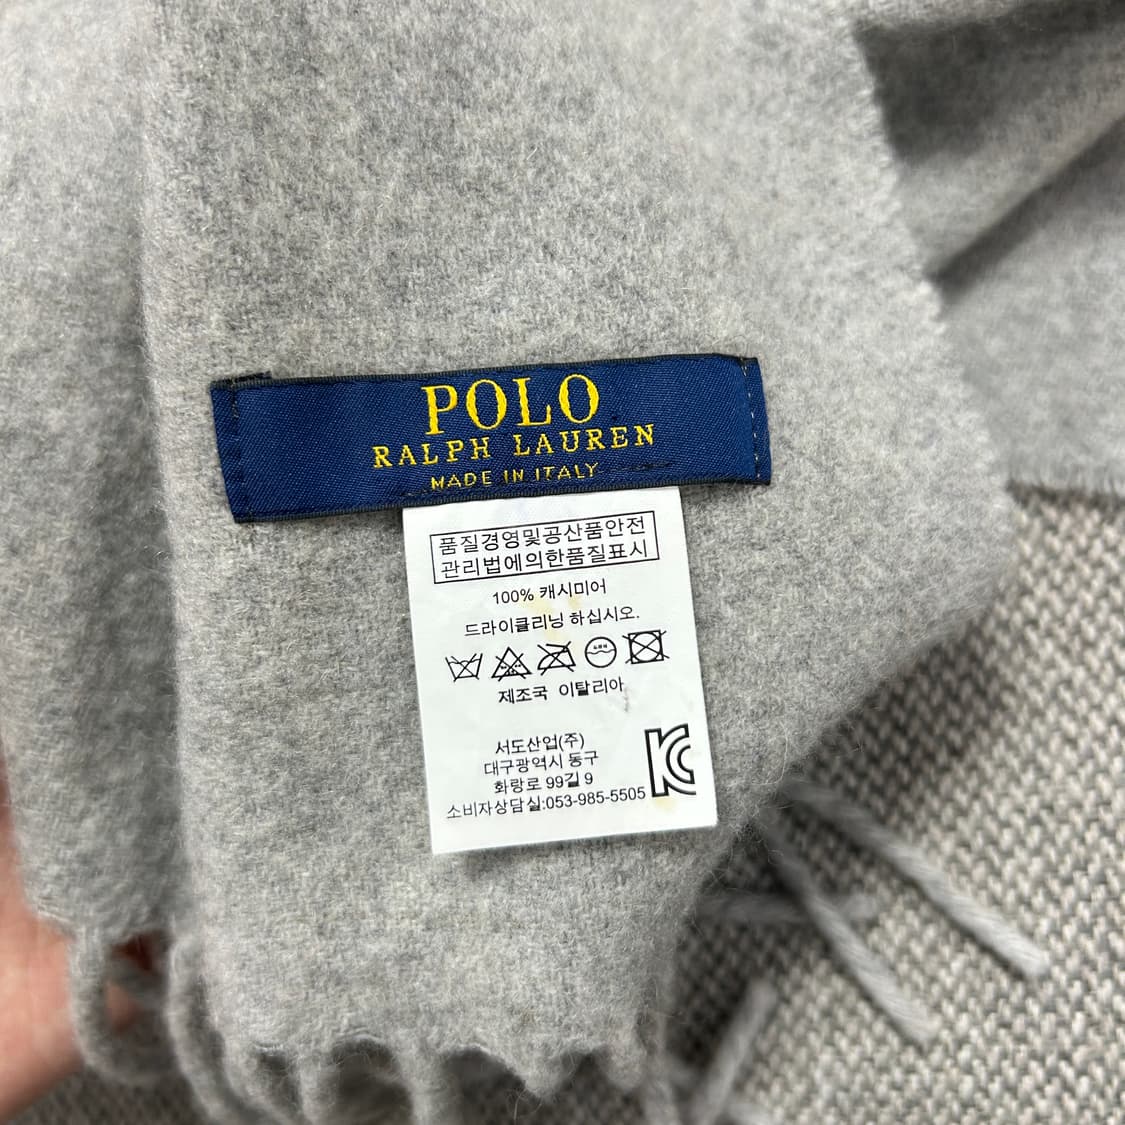 POLO
RALPH LAUREN
MADE IN ITALY
품질경영및공산품안전
관리법에의한품질표시
100% 캐시미어
드라이클리닝 하십시오.
제조국 이탈리아
서도산업(주)
대구광역시 동구
화랑로 99길 9
소비자상담실:053-985-5505
KC